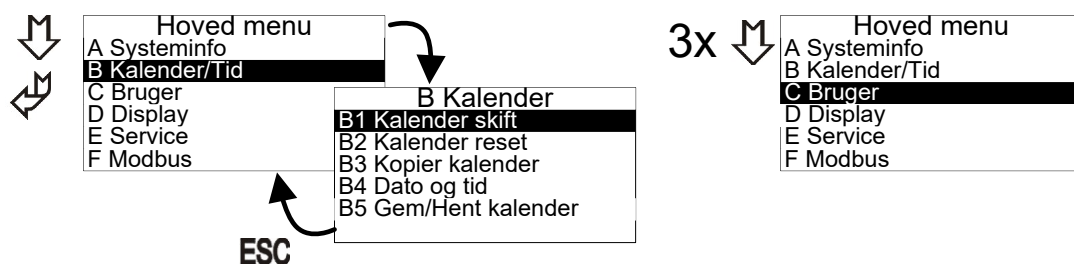 Hoved menu
A Systeminfo
B Kalender/Tid
C Bruger
D Display
E Service
F Modbus
B Kalender
B1 Kalender skift
B2 Kalender reset
B3 Kopier kalender
B4 Dato og tid
B5 Gem/Hent kalender
ESC
3x
Hoved menu
A Systeminfo
B Kalender/Tid
C Bruger
D Display
E Service
F Modbus